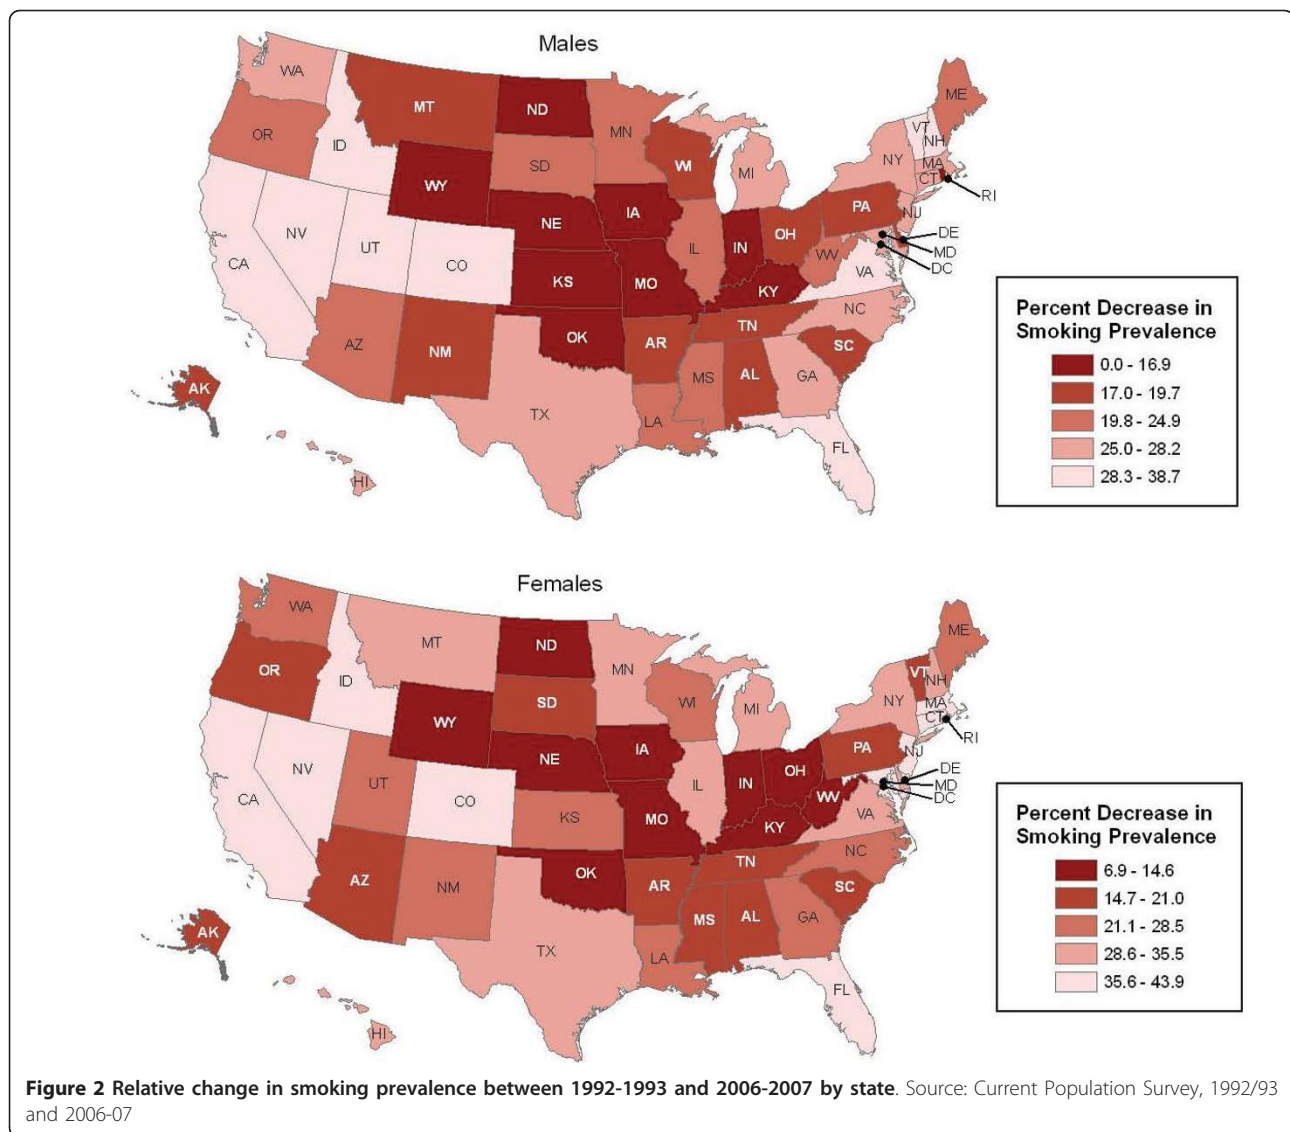 Males
WA
MT
ND
ME
OR
ID
MN
VT
NH
SD
WI
NY
MA
WY
MI
CT
RI
NE
IA
PA
NJ
NV
UT
CO
IL
IN
OH
DE
MD
CA
WV
DC
KS
MO
KY
VA
NC
OK
TN
AZ
NM
AR
SC
MS
AL
GA
AK
TX
LA
FL
HI
Percent Decrease in
Smoking Prevalence
0.0 - 16.9
17.0 - 19.7
19.8 - 24.9
25.0 - 28.2
28.3 - 38.7
Females
WA
MT
ND
ME
OR
ID
MN
VT
NH
SD
WI
NY
MA
WY
MI
CT
RI
IA
PA
NJ
NE
NV
UT
CO
IL
IN
OH
DE
MD
CA
WV
DC
KS
MO
KY
VA
NC
OK
TN
AZ
NM
AR
SC
MS
AL
GA
AK
TX
LA
FL
HI
Percent Decrease in
Smoking Prevalence
6.9 - 14.6
14.7 - 21.0
21.1 - 28.5
28.6 - 35.5
35.6 - 43.9
Figure 2 Relative change in smoking prevalence between 1992-1993 and 2006-2007 by state. Source: Current Population Survey, 1992/93
and 2006-07